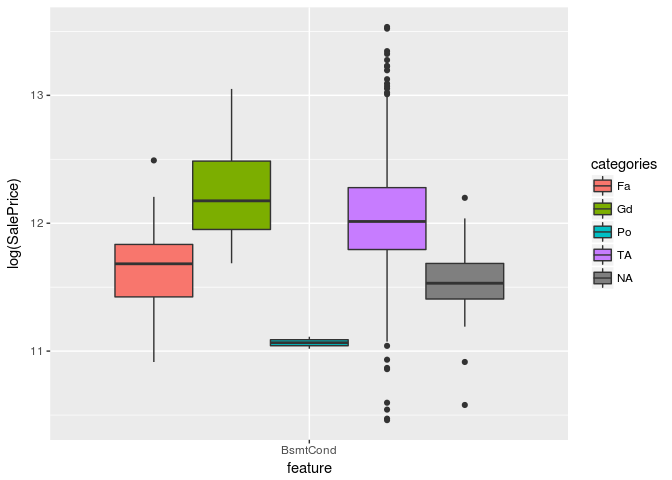 log(SalePrice)
13
12
11
BsmtCond
feature
categories
Fa
Gd
Po
TA
NA